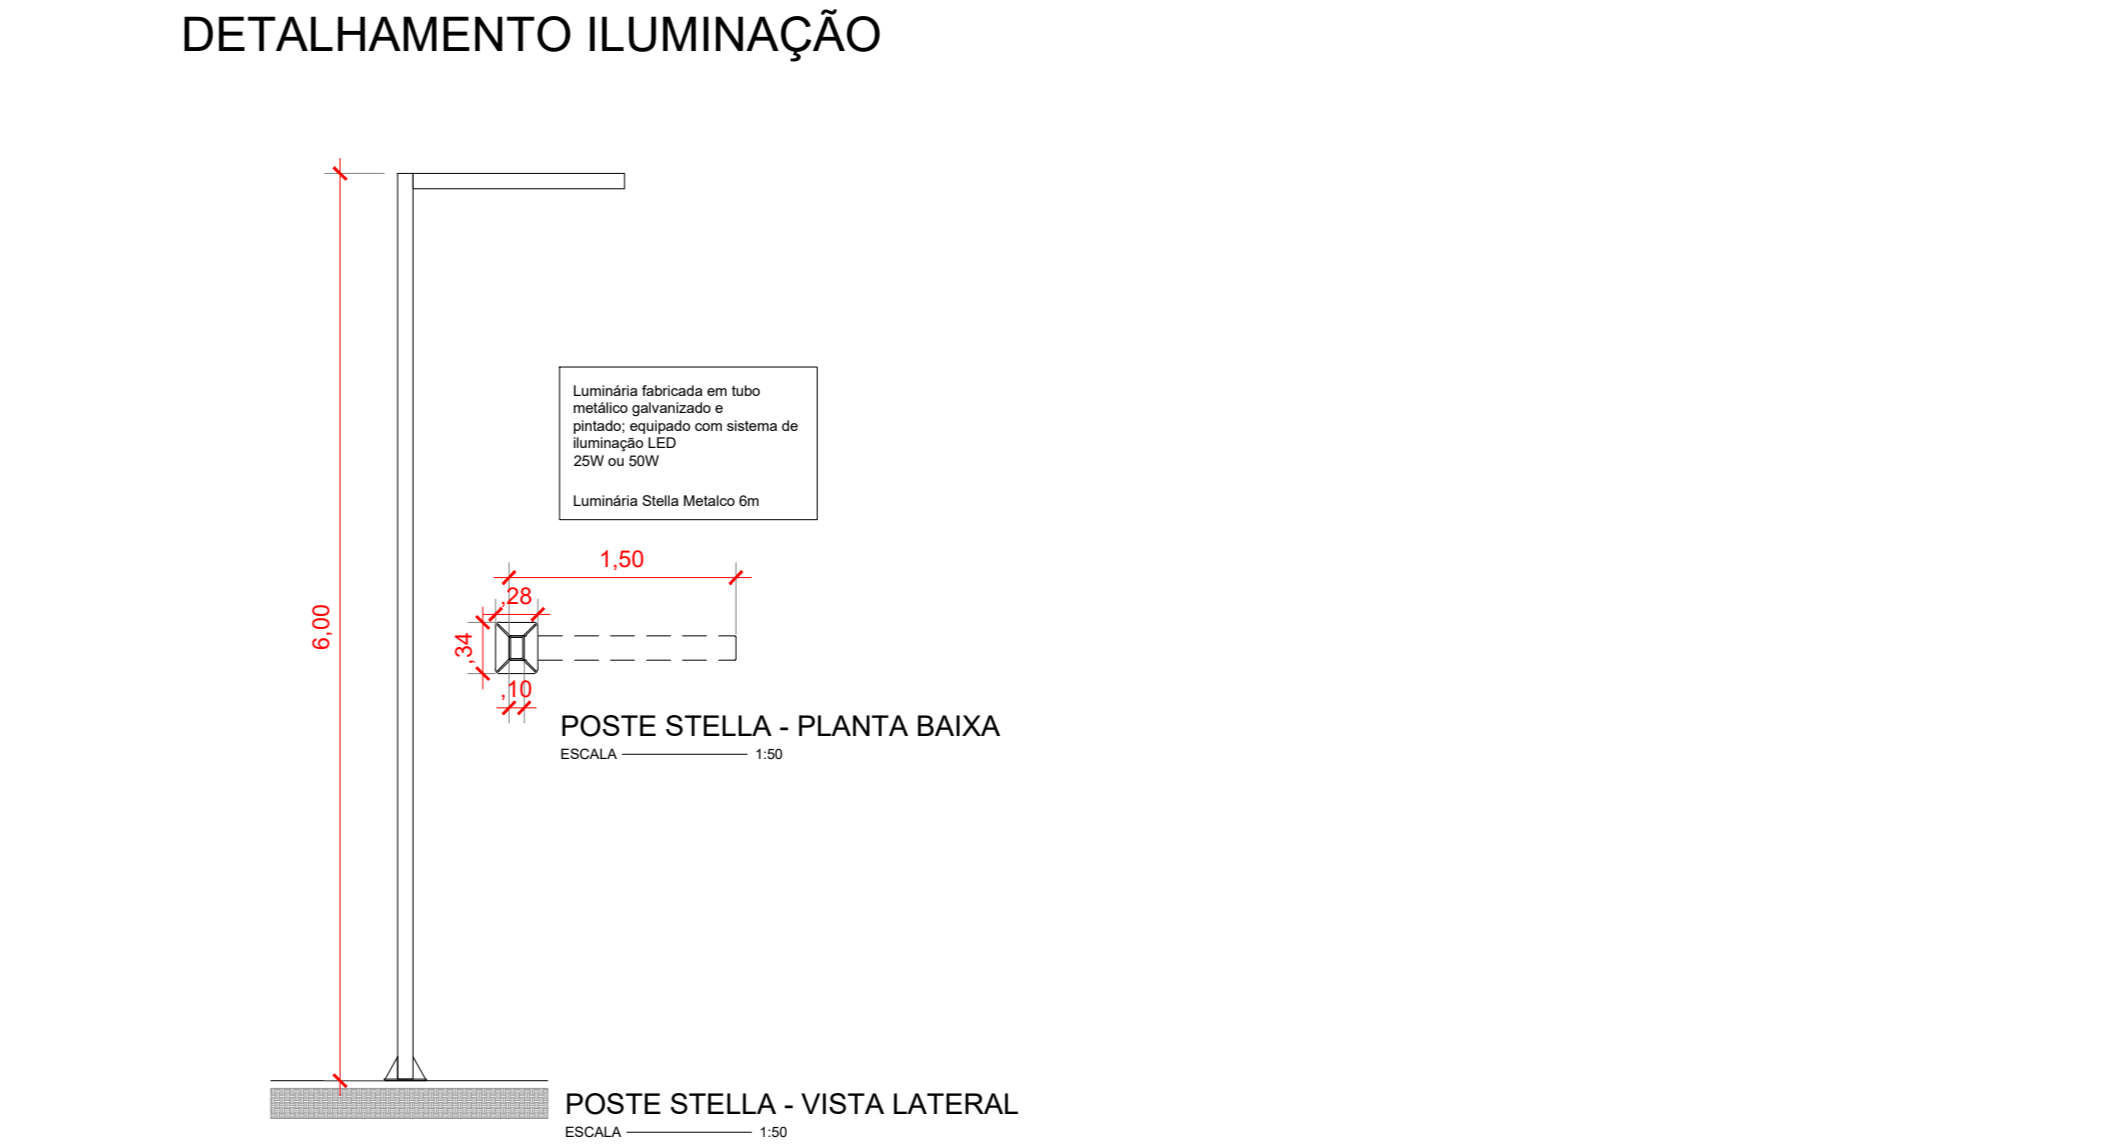 DETALHAMENTO ILUMINAÇÃO
Luminária fabricada em tubo
metálico galvanizado e
pintado; equipado com sistema de
iluminação LED
25W ou 50W
Luminária Stella Metalco 6m
1,50
,28
6,00
,34
,10
POSTE STELLA - PLANTA BAIXA
ESCALA 1:50
POSTE STELLA - VISTA LATERAL
ESCALA 1:50